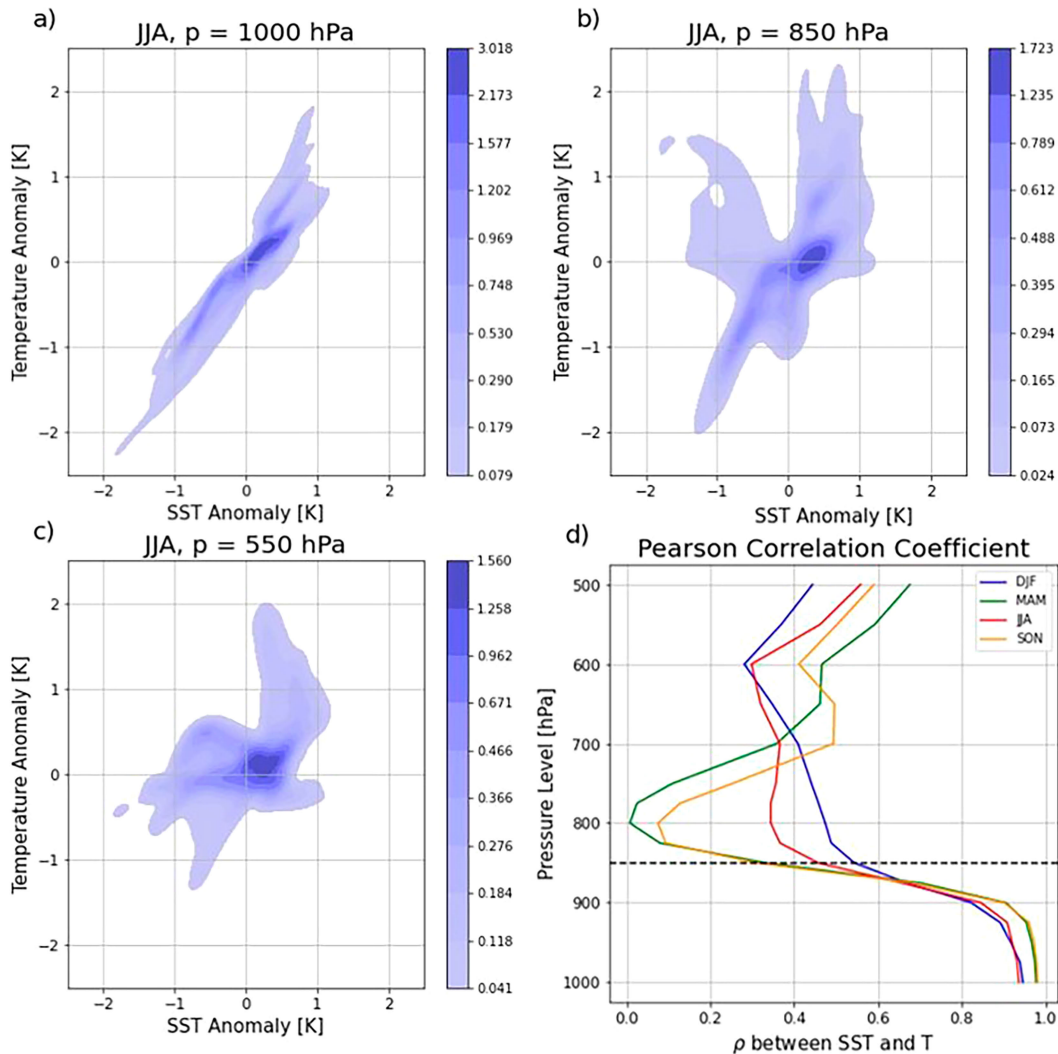 a)
JJA, p = 1000 hPa
Temperature Anomaly [K]
2
1
0
−1
−2
−2 −1 0 1 2
SST Anomaly [K]
3.018
2.173
1.577
1.202
0.969
0.748
0.530
0.290
0.179
0.079
b)
JJA, p = 850 hPa
Temperature Anomaly [K]
2
1
0
−1
−2
−2 −1 0 1 2
SST Anomaly [K]
1.723
1.235
0.789
0.612
0.488
0.395
0.294
0.165
0.073
0.024
c)
JJA, p = 550 hPa
Temperature Anomaly [K]
2
1
0
−1
−2
−2 −1 0 1 2
SST Anomaly [K]
1.560
1.258
0.962
0.671
0.466
0.366
0.276
0.184
0.118
0.041
d)
Pearson Correlation Coefficient
DJF
MAM
JJA
SON
Pressure Level [hPa]
500
600
700
800
900
1000
0.0 0.2 0.4 0.6 0.8 1.0
ρ between SST and T